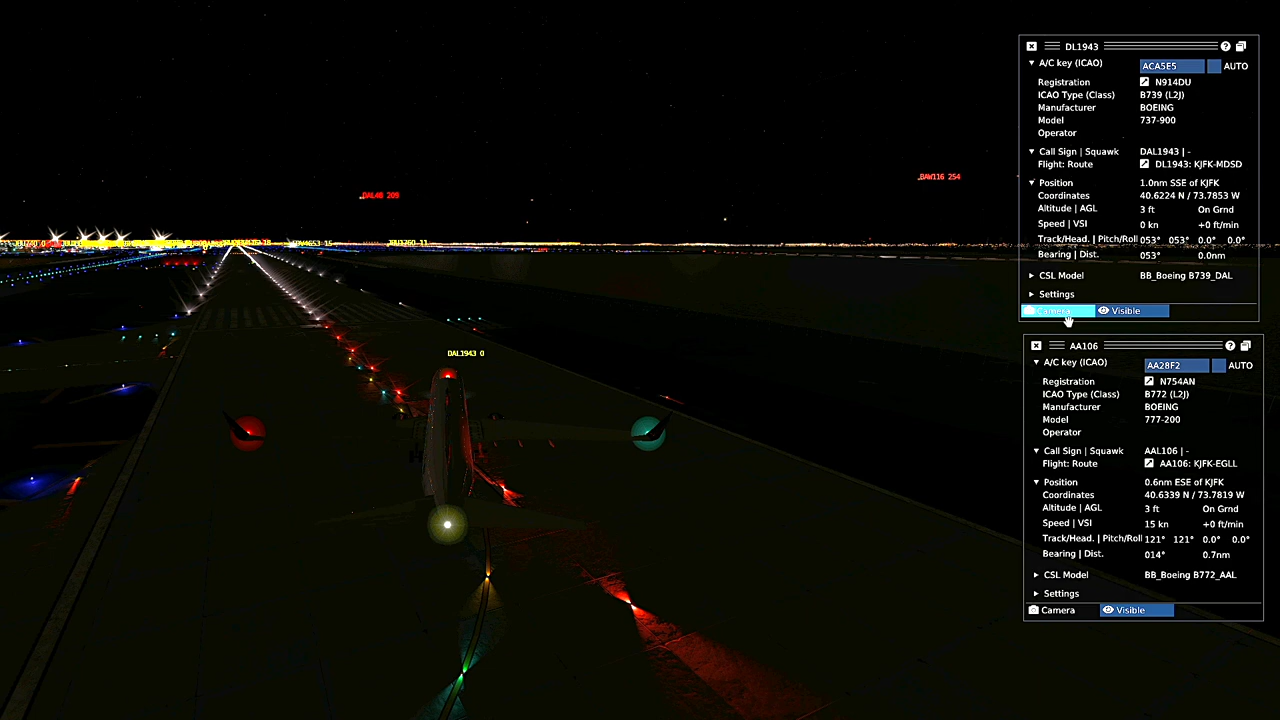 DL1943
A/C key (ICAO) ACA5E5 AUTO
Registration N914DU
ICAO Type (Class) B739 (L2J)
Manufacturer BOEING
Model 737-900
Operator
Call Sign | Squawk DAL1943 | -
Flight: Route DL1943: KJFK-MDSD
Position 1.0nm SSE of KJFK
Coordinates 40.6224 N / 73.7853 W
Altitude | AGL 3 ft On Grnd
Speed | VSI 0 kn +0 ft/min
Track/Head. | Pitch/Roll 053° 053° 0.0° 0.0°
Bearing | Dist. 053° 0.0nm
CSL Model BB_Boeing B739_DAL
Settings
Camera Visible
AA106
A/C key (ICAO) AA28F2 AUTO
Registration N754AN
ICAO Type (Class) B772 (L2J)
Manufacturer BOEING
Model 777-200
Operator
Call Sign | Squawk AAL106 | -
Flight: Route AA106: KJFK-EGLL
Position 0.6nm ESE of KJFK
Coordinates 40.6339 N / 73.7819 W
Altitude | AGL 3 ft On Grnd
Speed | VSI 15 kn +0 ft/min
Track/Head. | Pitch/Roll 121° 121° 0.0° 0.0°
Bearing | Dist. 014° 0.7nm
CSL Model BB_Boeing B772_AAL
Settings
Camera Visible
BAW116 254
DAL40 209
DAL1943 0